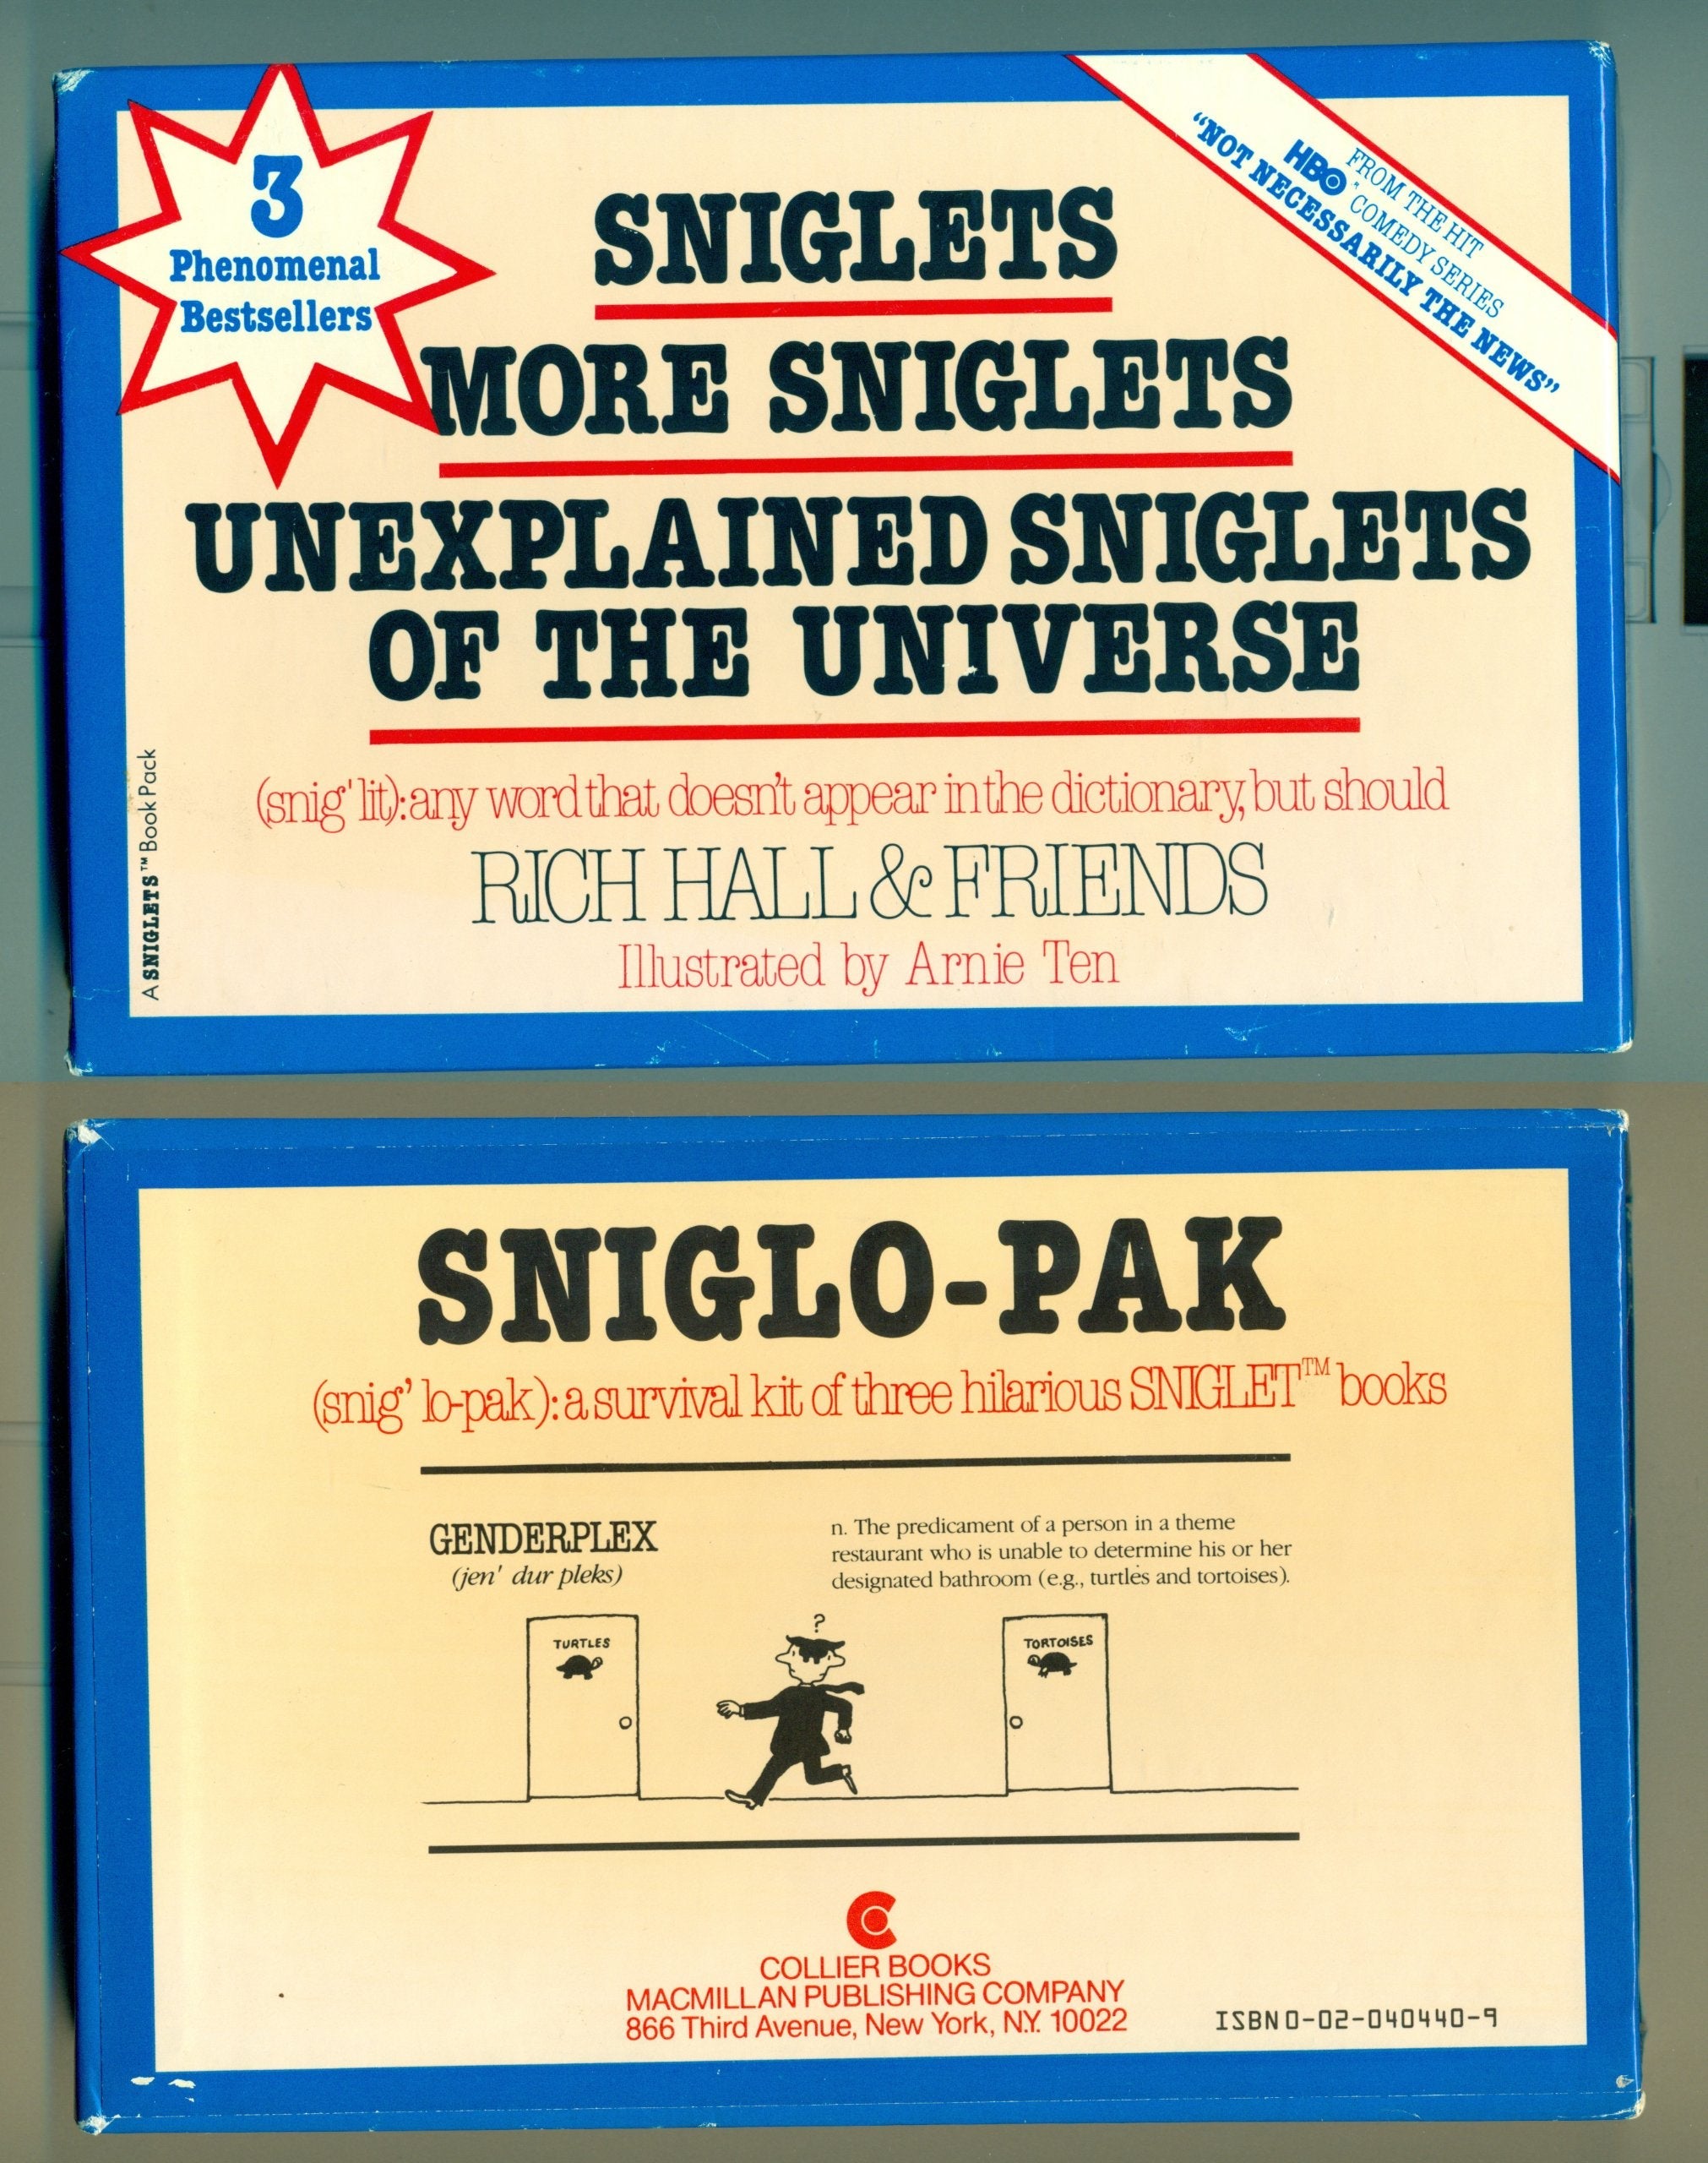 3
Phenomenal
Bestsellers
FROM THE HIT
HBO COMEDY SERIES
“NOT NECESSARILY THE NEWS”
SNIGLETS
MORE SNIGLETS
UNEXPLAINED SNIGLETS
OF THE UNIVERSE
(snig' lit): any word that doesn't appear in the dictionary, but should
RICH HALL & FRIENDS
Illustrated by Arnie Ten
A SNIGLETS™ Book Pack
SNIGLO-PAK
(snig’ lo-pak): a survival kit of three hilarious SNIGLET™ books
GENDERPLEX
(jen' dur pleks)
n. The predicament of a person in a theme
restaurant who is unable to determine his or her
designated bathroom (e.g., turtles and tortoises).
?
TURTLES
TORTOISES
COLLIER BOOKS
MACMILLAN PUBLISHING COMPANY
866 Third Avenue, New York, N.Y. 10022
ISBN 0-02-040440-9